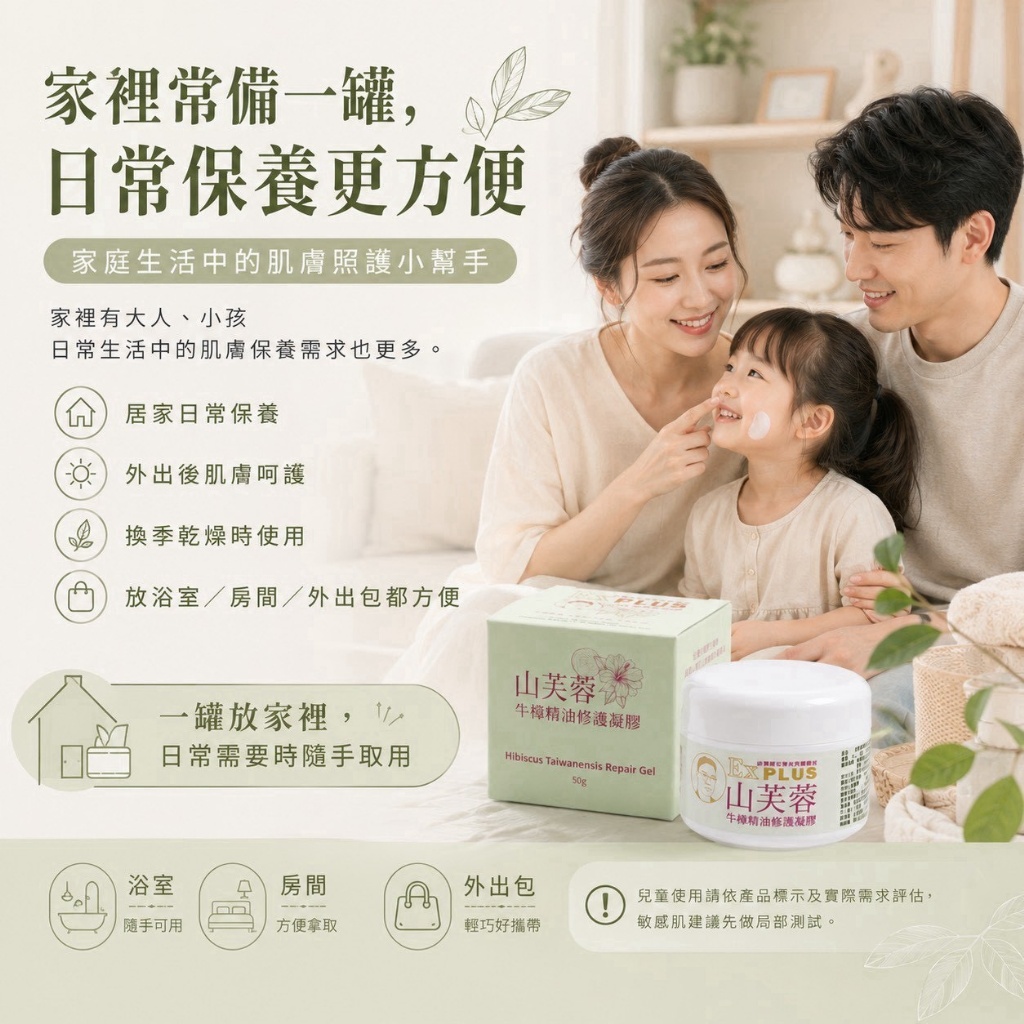 家裡常備一罐，
日常保養更方便
家庭生活中的肌膚照護小幫手
家裡有大人、小孩
日常生活中的肌膚保養需求也更多。
居家日常保養
外出後肌膚呵護
換季乾燥時使用
放浴室／房間／外出包都方便
一罐放家裡，
日常需要時隨手取用
PLUS
山芙蓉
牛樟精油修護凝膠
Hibiscus Taiwanensis Repair Gel
50g
Ex PLUS
山芙蓉
牛樟精油修護凝膠
浴室
隨手可用
房間
方便拿取
外出包
輕巧好攜帶
兒童使用請依產品標示及實際需求評估，
敏感肌建議先做局部測試。